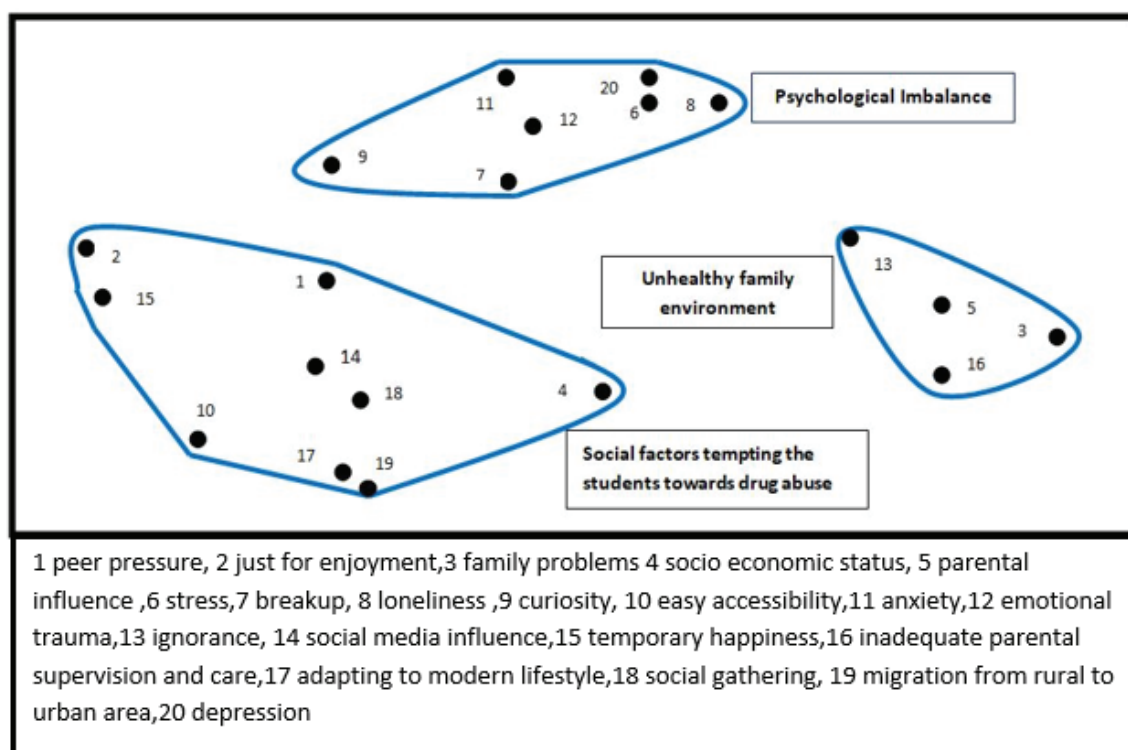 11
20
6
8
12
9
7
Psychological Imbalance
2
15
1
14
18
10
17
19
4
Unhealthy family
environment
13
5
3
16
Social factors tempting the
students towards drug abuse
1 peer pressure, 2 just for enjoyment,3 family problems 4 socio economic status, 5 parental
influence ,6 stress,7 breakup, 8 loneliness ,9 curiosity, 10 easy accessibility,11 anxiety,12 emotional
trauma,13 ignorance, 14 social media influence,15 temporary happiness,16 inadequate parental
supervision and care,17 adapting to modern lifestyle,18 social gathering, 19 migration from rural to
urban area,20 depression